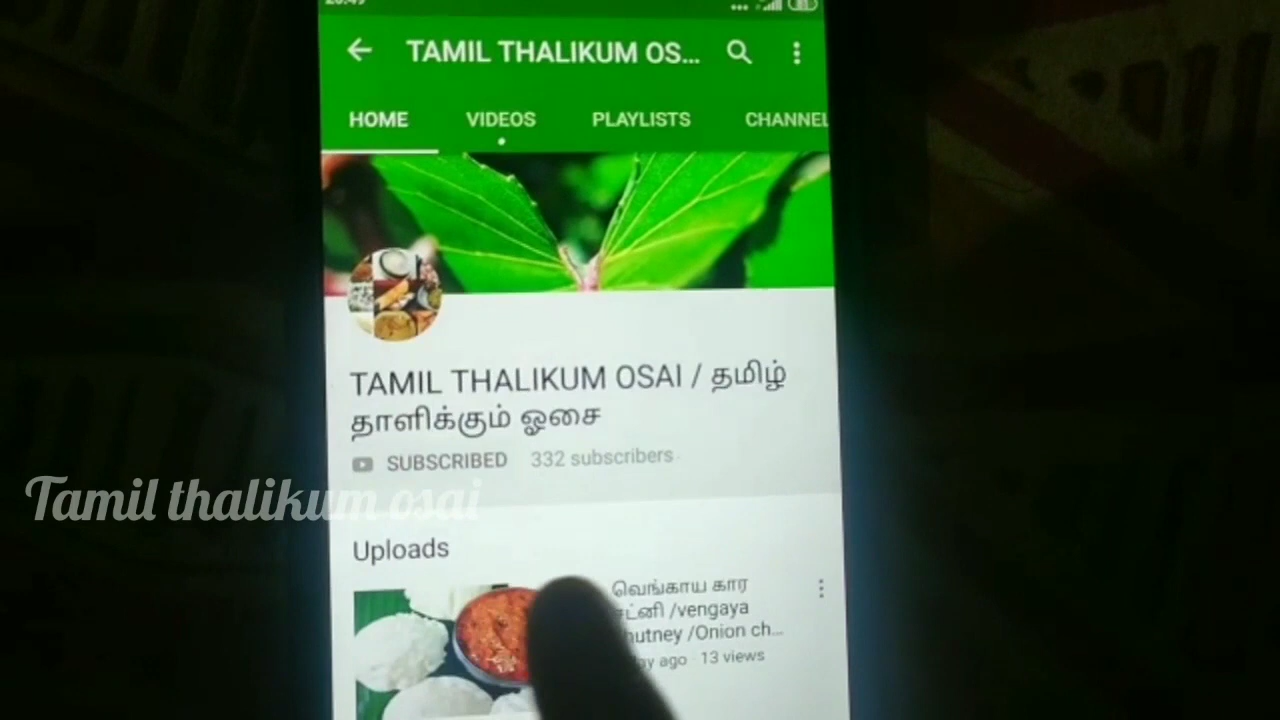 TAMIL THALIKUM OS...
HOME VIDEOS PLAYLISTS CHANNEL
TAMIL THALIKUM OSAI / தமிழ்
தாளிக்கும் ஓசை
SUBSCRIBED 332 subscribers
Tamil thalikum osai
Uploads
வெங்காய கார
சட்னி /vengaya
hutney /Onion ch...
ay ago · 13 views